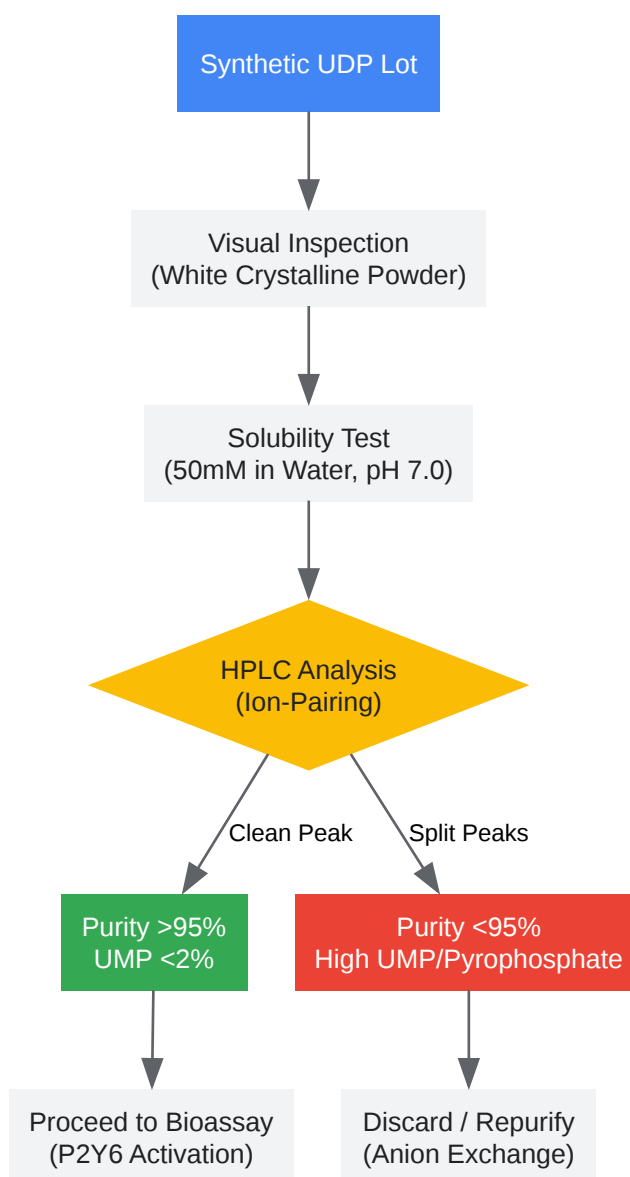 Synthetic UDP Lot
Visual Inspection
(White Crystalline Powder)
Solubility Test
(50mM in Water, pH 7.0)
HPLC Analysis
(Ion-Pairing)
Clean Peak
Split Peaks
Purity >95%
UMP <2%
Purity <95%
High UMP/Pyrophosphate
Proceed to Bioassay
(P2Y6 Activation)
Discard / Repurify
(Anion Exchange)